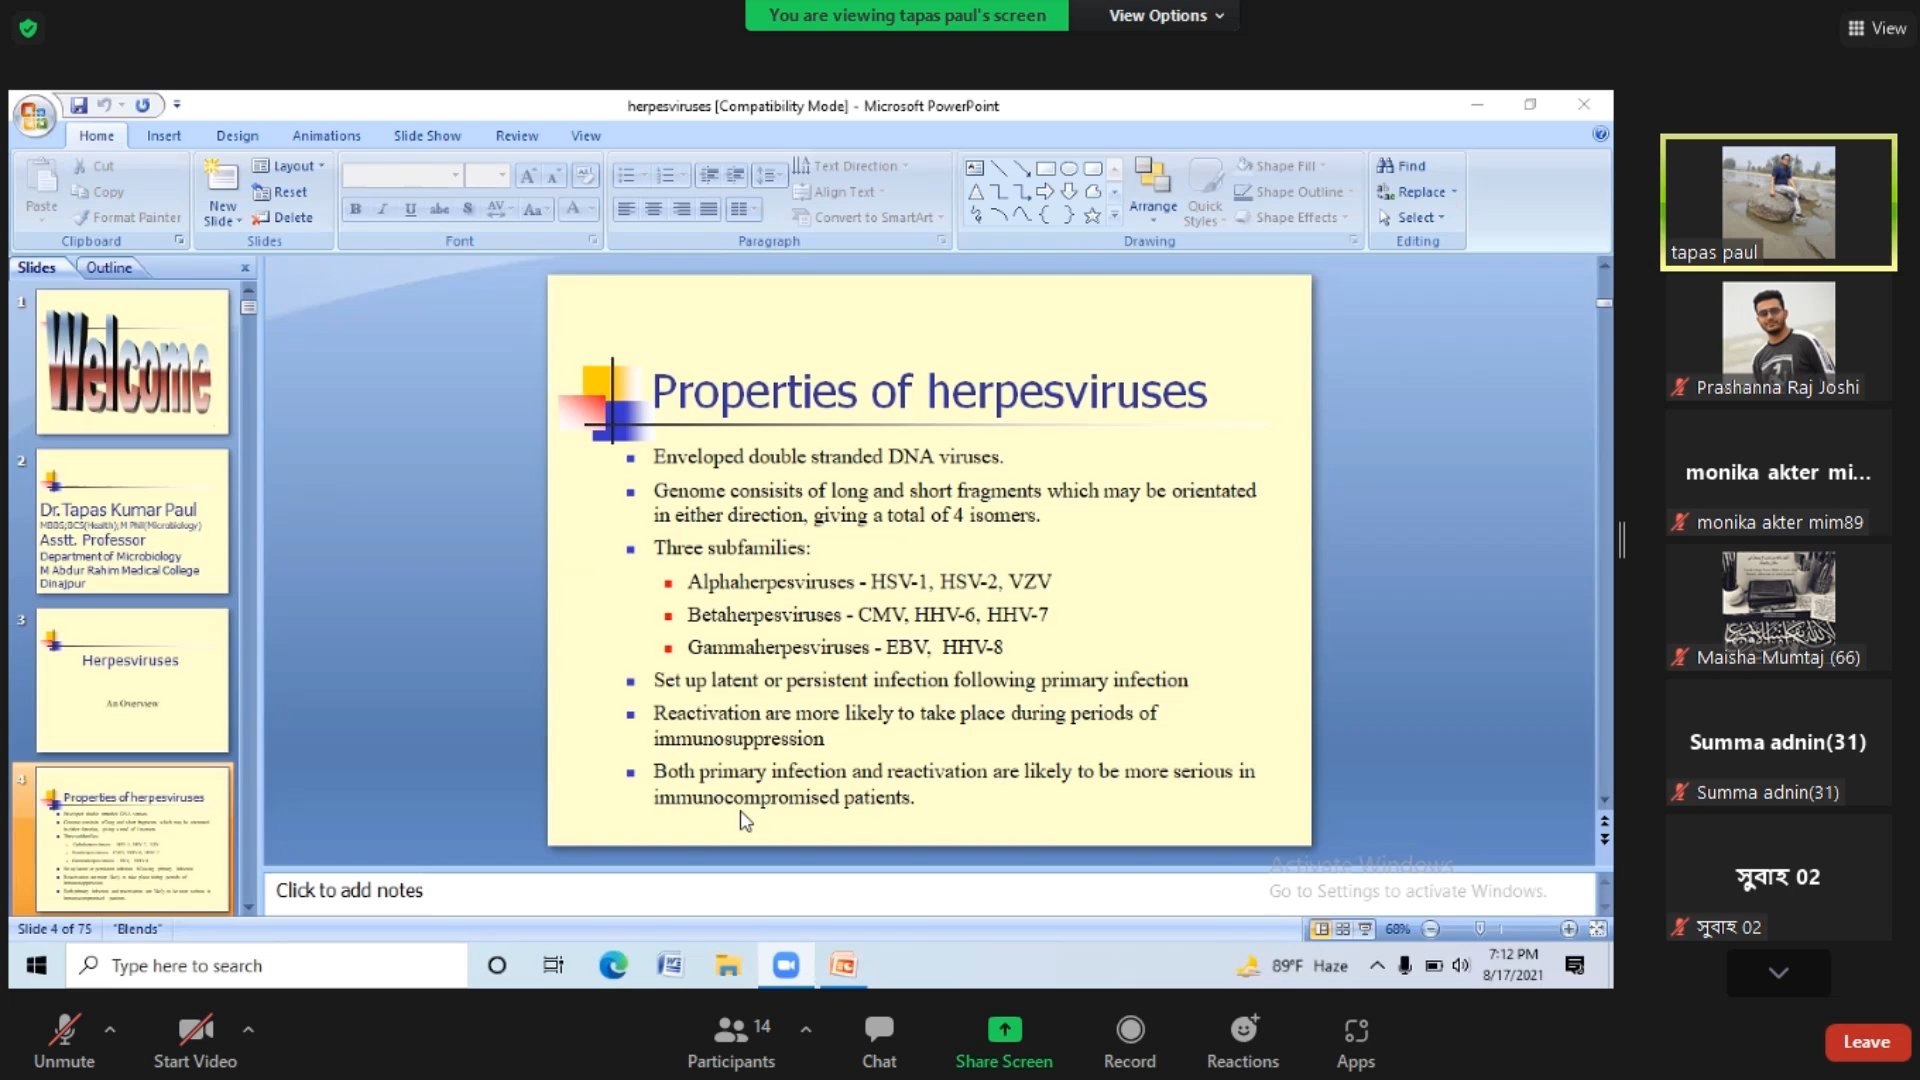 You are viewing tapas paul's screen
View Options
View
herpesviruses [Compatibility Mode] - Microsoft PowerPoint
Home Insert Design Animations Slide Show Review View
Paste
Cut
Copy
Format Painter
Clipboard
New Slide
Layout
Reset
Delete
Slides
Font
Text Direction
Align Text
Convert to SmartArt
Paragraph
Arrange
Quick Styles
Shape Fill
Shape Outline
Shape Effects
Drawing
Find
Replace
Select
Editing
Slides Outline
1
Welcome
2
Dr.Tapas Kumar Paul
MBBS;BCS(Health);M Phil(Microbiology)
Asstt. Professor
Department of Microbiology
M Abdur Rahim Medical College
Dinajpur
3
Herpesviruses
An Overview
4
Properties of herpesviruses
Properties of herpesviruses
Enveloped double stranded DNA viruses.
Genome consisits of long and short fragments which may be orientated
in either direction, giving a total of 4 isomers.
Three subfamilies:
Alphaherpesviruses - HSV-1, HSV-2, VZV
Betaherpesviruses - CMV, HHV-6, HHV-7
Gammaherpesviruses - EBV, HHV-8
Set up latent or persistent infection following primary infection
Reactivation are more likely to take place during periods of
immunosuppression
Both primary infection and reactivation are likely to be more serious in
immunocompromised patients.
Click to add notes
Activate Windows
Go to Settings to activate Windows.
Slide 4 of 75 "Blends"
68%
Type here to search
89°F Haze
7:12 PM
8/17/2021
tapas paul
Prashanna Raj Joshi
monika akter mi...
monika akter mim89
Maisha Mumtaj (66)
Summa adnin(31)
Summa adnin(31)
সুবাহ 02
সুবাহ 02
Unmute
Start Video
14
Participants
Chat
Share Screen
Record
Reactions
Apps
Leave